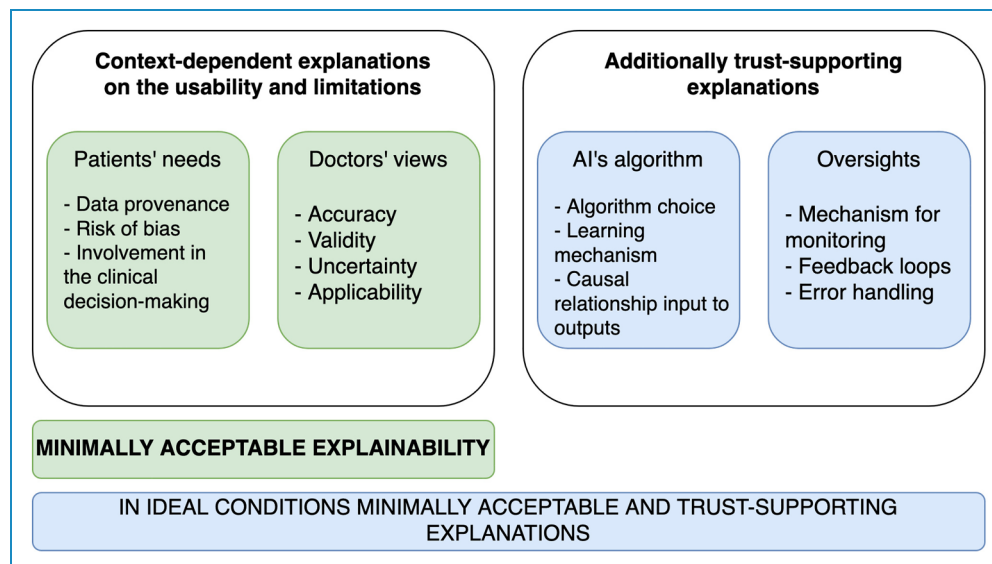 Context-dependent explanations
on the usability and limitations
Patients' needs
- Data provenance
- Risk of bias
- Involvement in
the clinical
decision-making
Doctors' views
- Accuracy
- Validity
- Uncertainty
- Applicability
Additionally trust-supporting
explanations
AI's algorithm
- Algorithm choice
- Learning
mechanism
- Causal
relationship input to
outputs
Oversights
- Mechanism for
monitoring
- Feedback loops
- Error handling
MINIMALLY ACCEPTABLE EXPLAINABILITY
IN IDEAL CONDITIONS MINIMALLY ACCEPTABLE AND TRUST-SUPPORTING
EXPLANATIONS